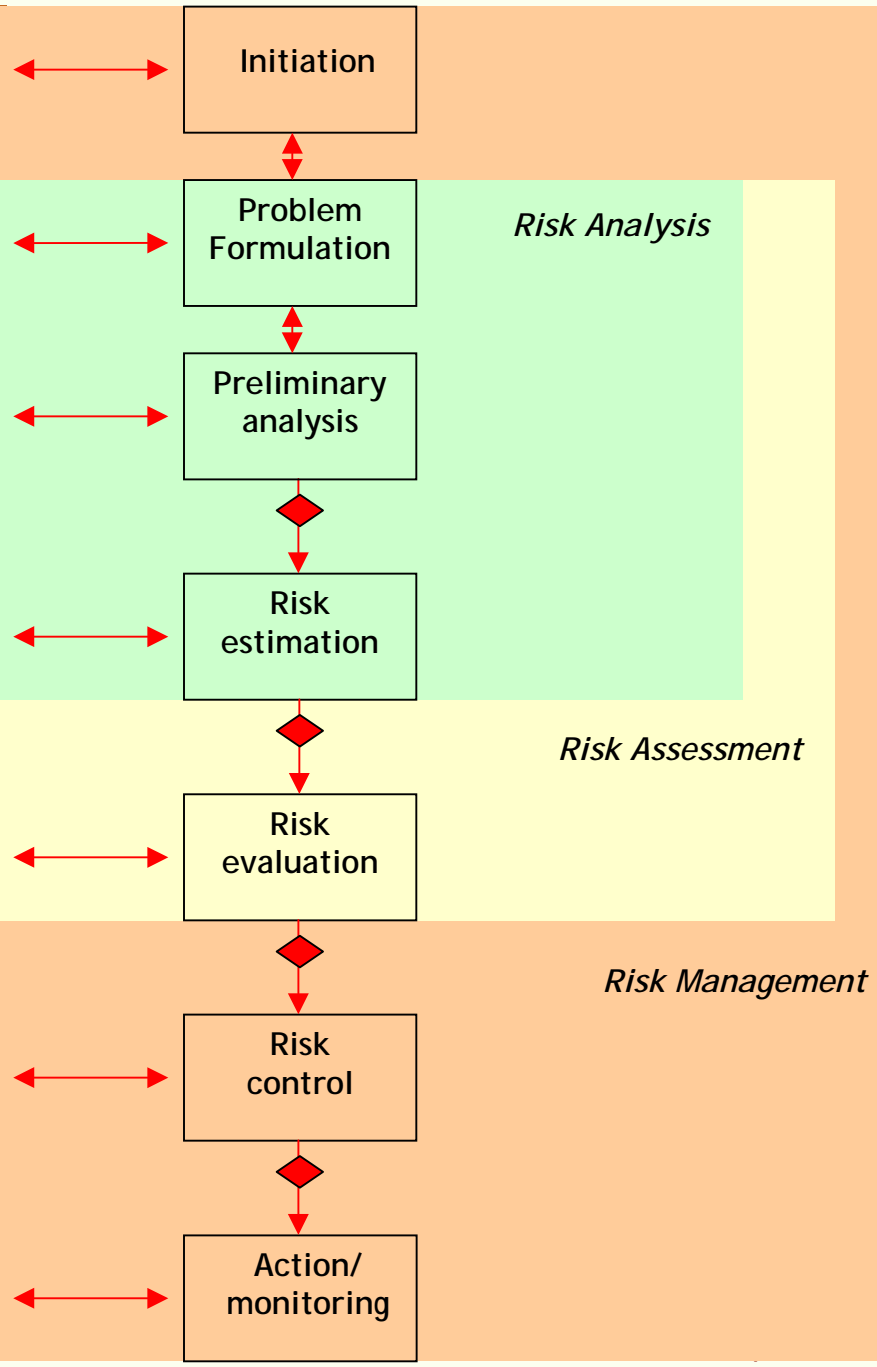 Initiation
Problem
Formulation
Risk Analysis
Preliminary
analysis
Risk
estimation
Risk Assessment
Risk
evaluation
Risk Management
Risk
control
Action/
monitoring